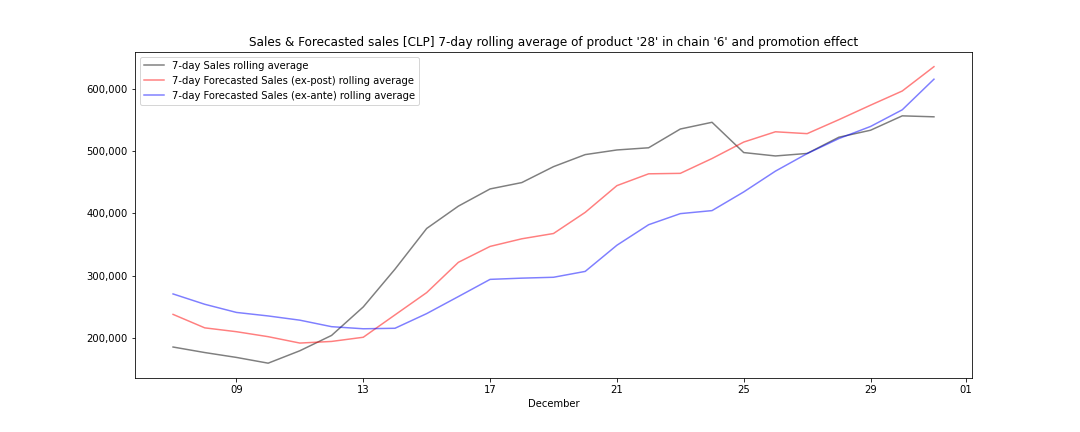 Sales & Forecasted sales [CLP] 7-day rolling average of product '28' in chain '6' and promotion effect
7-day Sales rolling average
7-day Forecasted Sales (ex-post) rolling average
7-day Forecasted Sales (ex-ante) rolling average
600,000
500,000
400,000
300,000
200,000
09 13 17 21 25 29 01
December